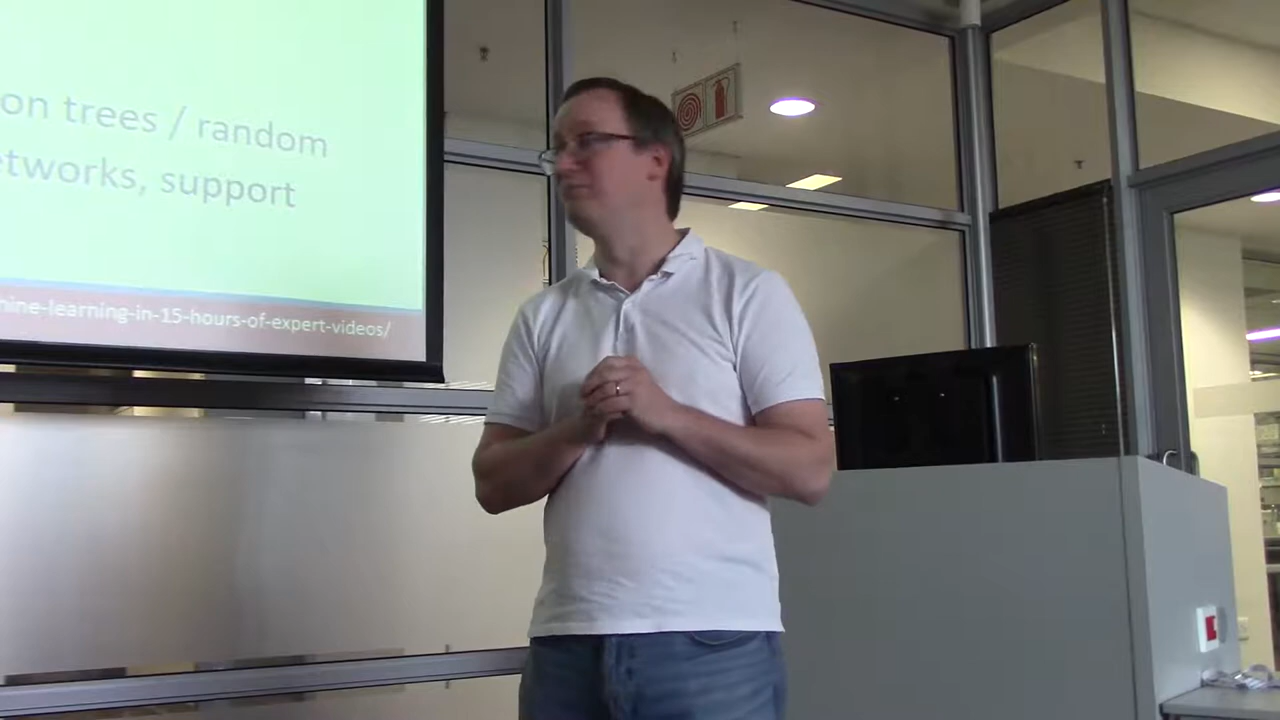 on trees / random
etworks, support
hine-learning-in-15-hours-of-expert-videos/